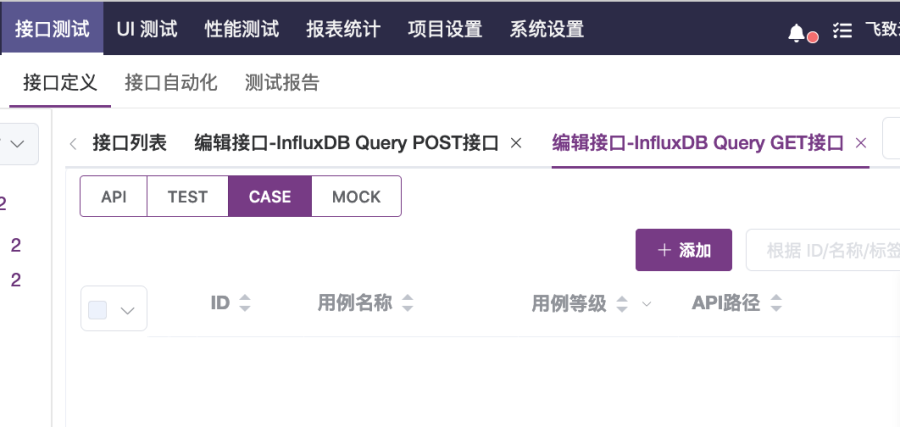 接口测试 UI 测试 性能测试 报表统计 项目设置 系统设置 飞致
接口定义 接口自动化 测试报告
接口列表 编辑接口-InfluxDB Query POST接口 编辑接口-InfluxDB Query GET接口
2
API TEST CASE MOCK
2
添加 根据 ID/名称/标签
2
ID 用例名称 用例等级 API路径